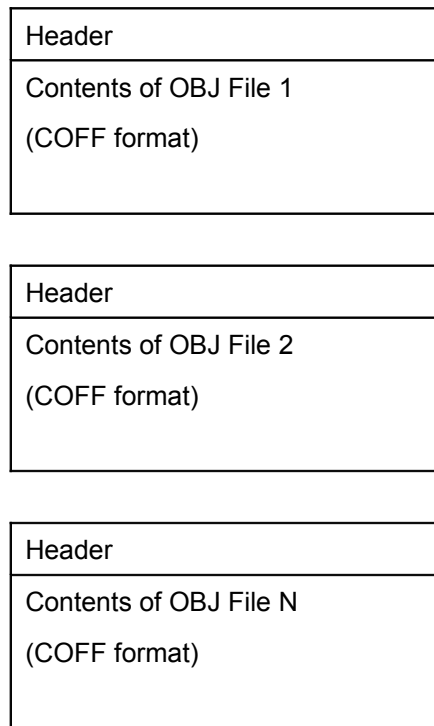 Header
Contents of OBJ File 1
(COFF format)
Header
Contents of OBJ File 2
(COFF format)
Header
Contents of OBJ File N
(COFF format)